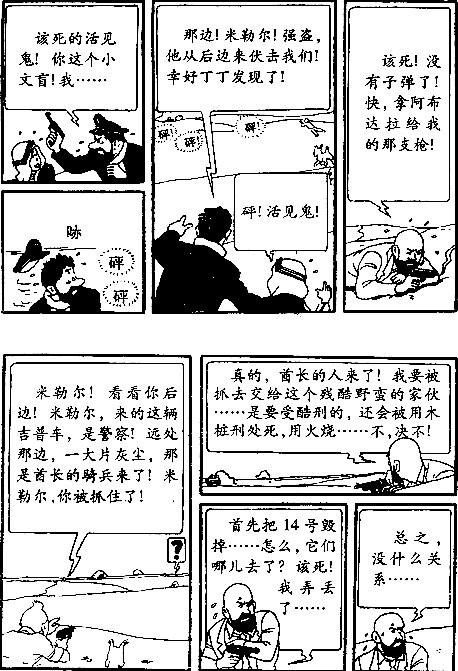 该死的活见
鬼！你这个小
文盲！我……
跡
砰
砰
那边！米勒尔！强盗，
他从后边来伏击我们！
幸好丁丁发现了！
砰！
砰！
砰！
砰！活见鬼！
该死！没
有子弹了！
快，拿阿布
达拉给我
的那支枪！
米勒尔！看看你后
边！米勒尔，来的这辆
吉普车，是警察！远处
那边，一大片灰尘，那
是酋长的骑兵来了！米
勒尔，你被抓住了！
?
真的，酋长的人来了！我要被
抓去交给这个残酷野蛮的家伙
……是要受酷刑的，还会被用木
桩刑处死，用火烧……不，决不！
首先把14号毁
掉……怎么，它们
哪儿去了？该死！
我弄丢
了……
总之，
没什么关
系……